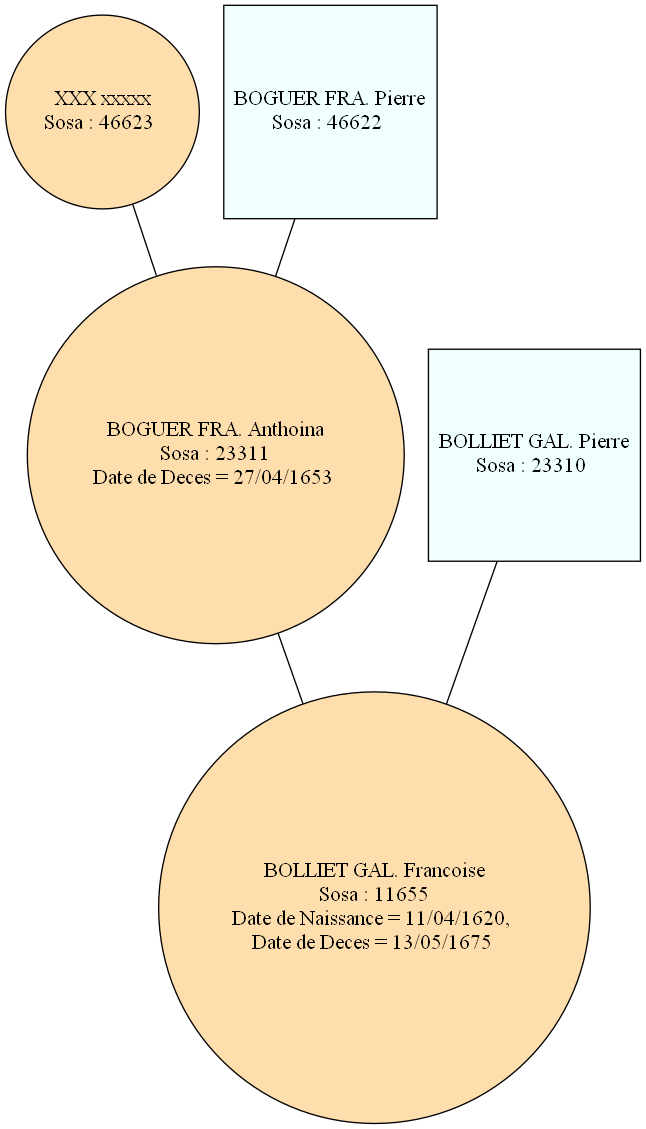 XXX xxxxx
Sosa : 46623
BOGUER FRA. Pierre
Sosa : 46622
BOGUER FRA. Anthoina
Sosa : 23311
Date de Deces = 27/04/1653
BOLLIET GAL. Pierre
Sosa : 23310
BOLLIET GAL. Francoise
Sosa : 11655
Date de Naissance = 11/04/1620,
Date de Deces = 13/05/1675